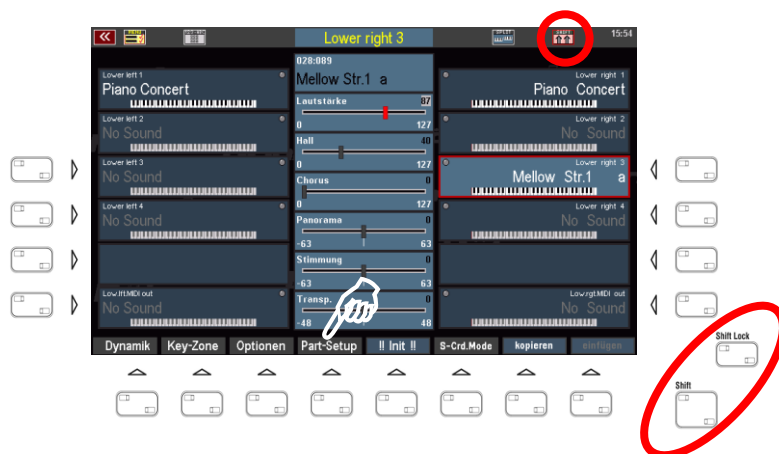 MENU
Lower right 3
SPLIT
SHIFT
15:54
Lower left 1
Piano Concert
Lower left 2
No Sound
Lower left 3
No Sound
Lower left 4
No Sound
Low.lft.MIDI out
No Sound
028:089
Mellow Str.1 a
Lautstärke 87
0 127
Hall 40
0 127
Chorus 0
0 127
Panorama 0
-63 63
Stimmung 0
-63 63
Transp. 0
-48 48
Lower right 1
Piano Concert
Lower right 2
No Sound
Lower right 3
Mellow Str.1 a
Lower right 4
No Sound
Low.rgt.MIDI out
No Sound
Dynamik Key-Zone Optionen Part-Setup !! Init !! S-Crd.Mode kopieren einfügen
Shift Lock
Shift